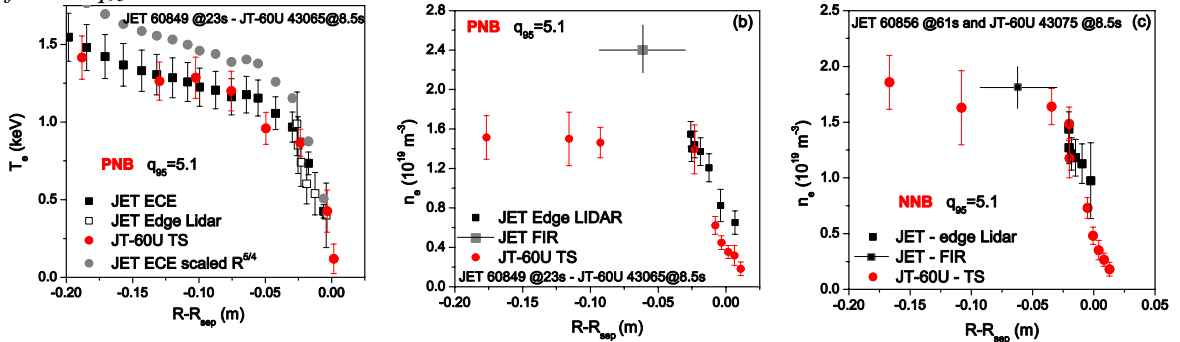 JET 60849 @23s - JT-60U 43065@8.5s
1.5
1.0
0.5
0.0
T_e (keV)
PNB q_95=5.1
JET ECE
JET Edge Lidar
JT-60U TS
JET ECE scaled R^5/4
-0.20 -0.15 -0.10 -0.05 0.00
R-R_sep (m)
(b)
PNB q_95=5.1
2.8
2.4
2.0
1.6
1.2
0.8
0.4
0.0
n_e (10^19 m^-3)
JET Edge LIDAR
JET FIR
JT-60U TS
JET 60849 @23s - JT-60U 43065@8.5s
-0.20 -0.15 -0.10 -0.05 0.00
R-R_sep (m)
JET 60856 @61s and JT-60U 43075 @8.5s
(c)
2.5
2.0
1.5
1.0
0.5
0.0
n_e (10^19 m^-3)
NNB q_95=5.1
JET - edge Lidar
JET - FIR
JT-60U - TS
-0.20 -0.15 -0.10 -0.05 0.00 0.05
R-R_sep (m)